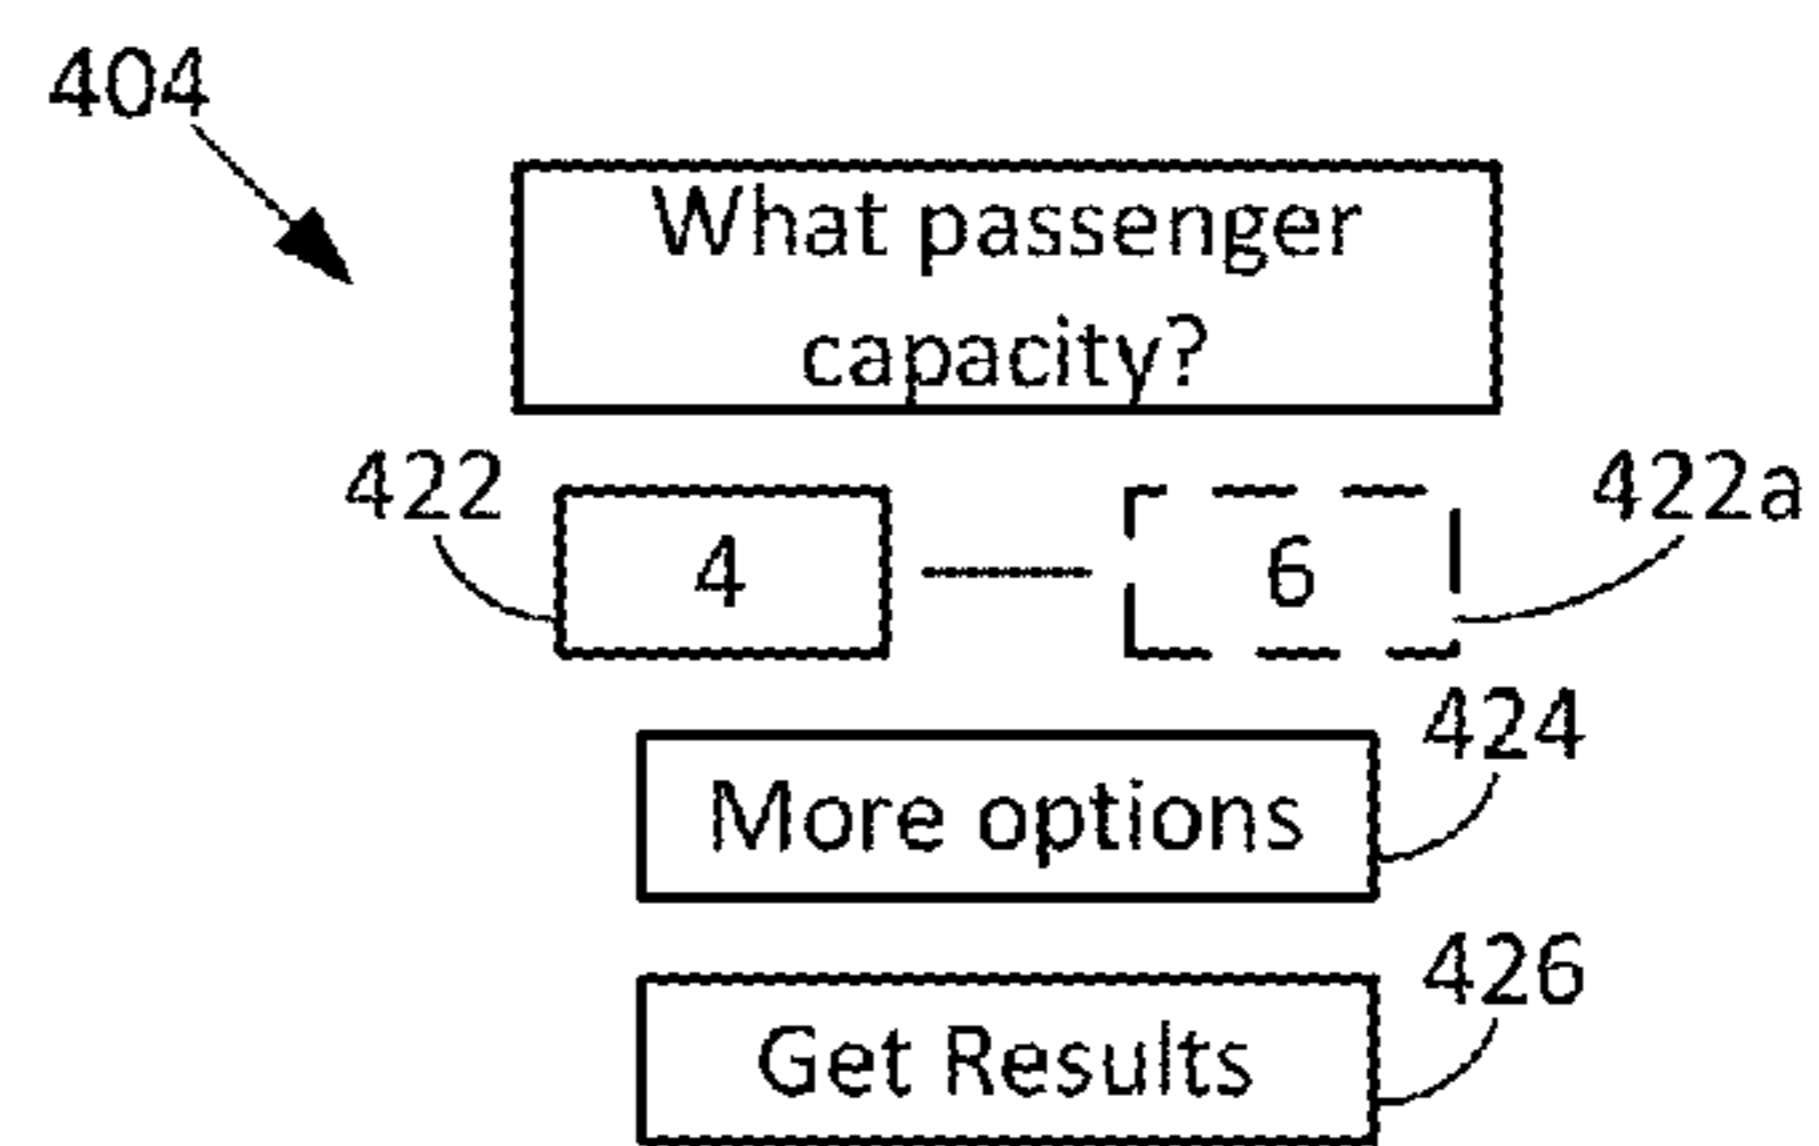 404
What passenger
capacity?
422 4 6 422a
More options 424
Get Results 426